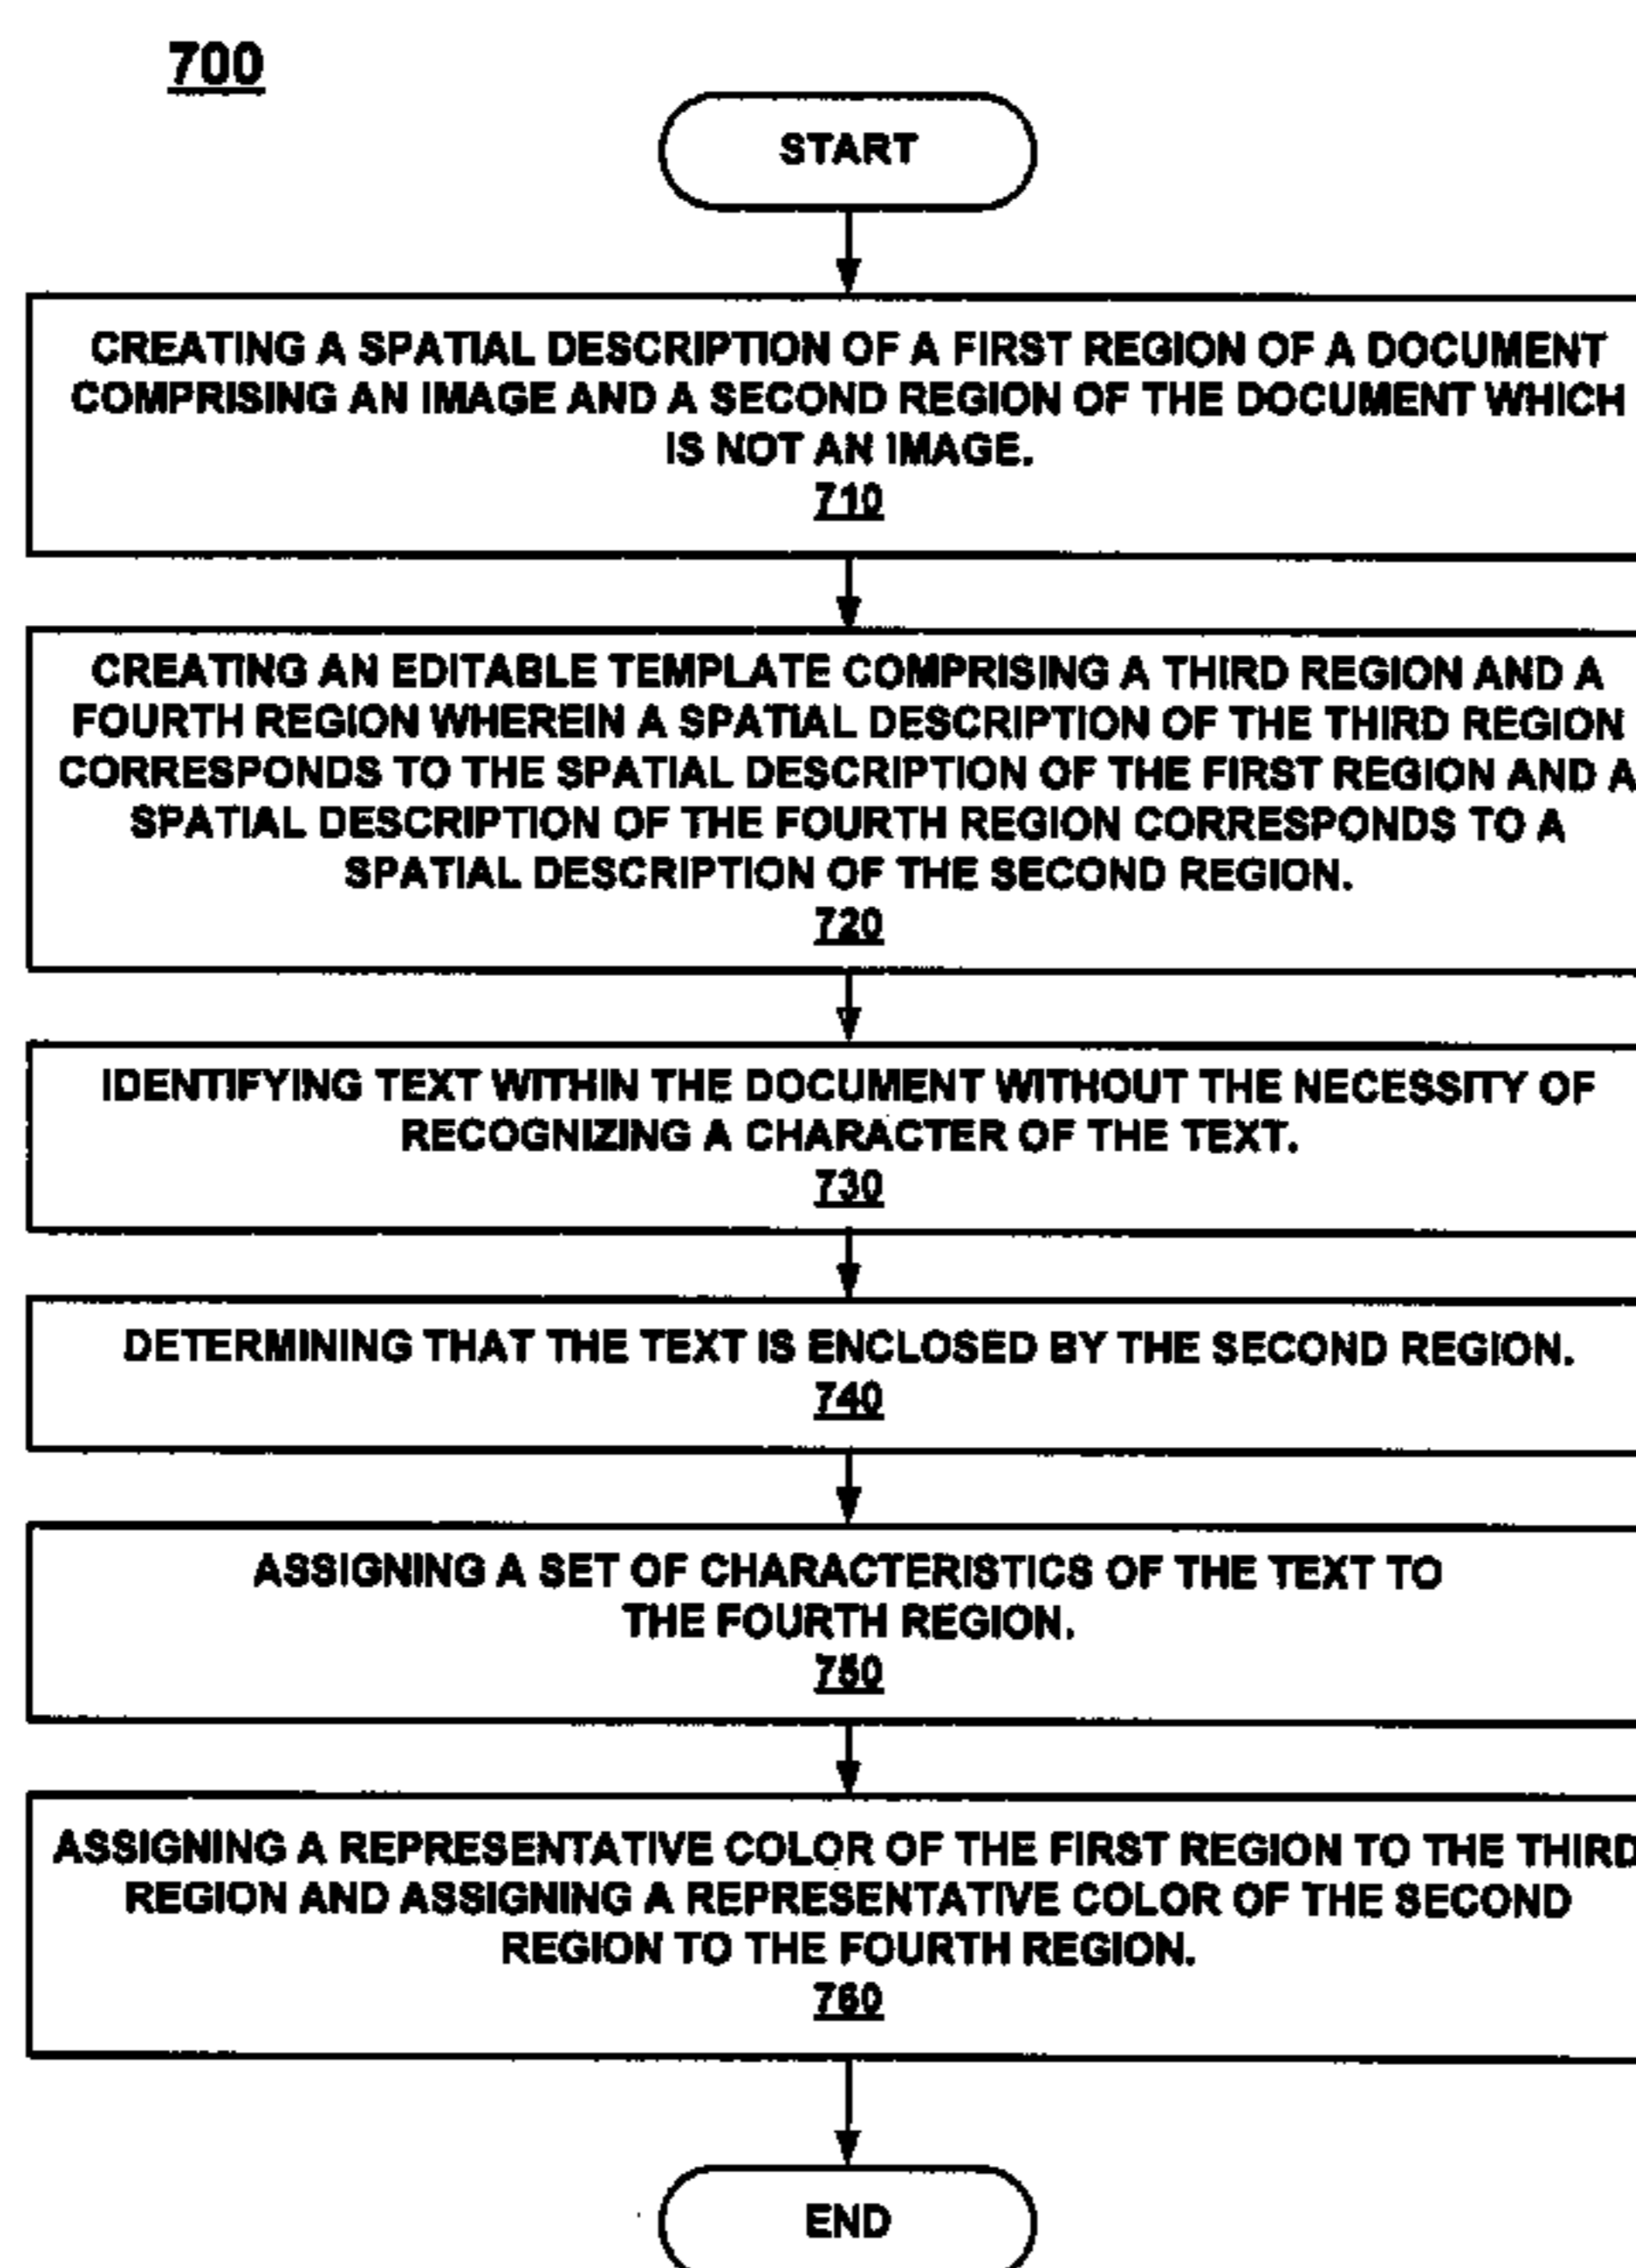 700
START
CREATING A SPATIAL DESCRIPTION OF A FIRST REGION OF A DOCUMENT
COMPRISING AN IMAGE AND A SECOND REGION OF THE DOCUMENT WHICH
IS NOT AN IMAGE.
710
CREATING AN EDITABLE TEMPLATE COMPRISING A THIRD REGION AND A
FOURTH REGION WHEREIN A SPATIAL DESCRIPTION OF THE THIRD REGION
CORRESPONDS TO THE SPATIAL DESCRIPTION OF THE FIRST REGION AND A
SPATIAL DESCRIPTION OF THE FOURTH REGION CORRESPONDS TO A
SPATIAL DESCRIPTION OF THE SECOND REGION.
720
IDENTIFYING TEXT WITHIN THE DOCUMENT WITHOUT THE NECESSITY OF
RECOGNIZING A CHARACTER OF THE TEXT.
730
DETERMINING THAT THE TEXT IS ENCLOSED BY THE SECOND REGION.
740
ASSIGNING A SET OF CHARACTERISTICS OF THE TEXT TO
THE FOURTH REGION.
750
ASSIGNING A REPRESENTATIVE COLOR OF THE FIRST REGION TO THE THIRD
REGION AND ASSIGNING A REPRESENTATIVE COLOR OF THE SECOND
REGION TO THE FOURTH REGION.
760
END